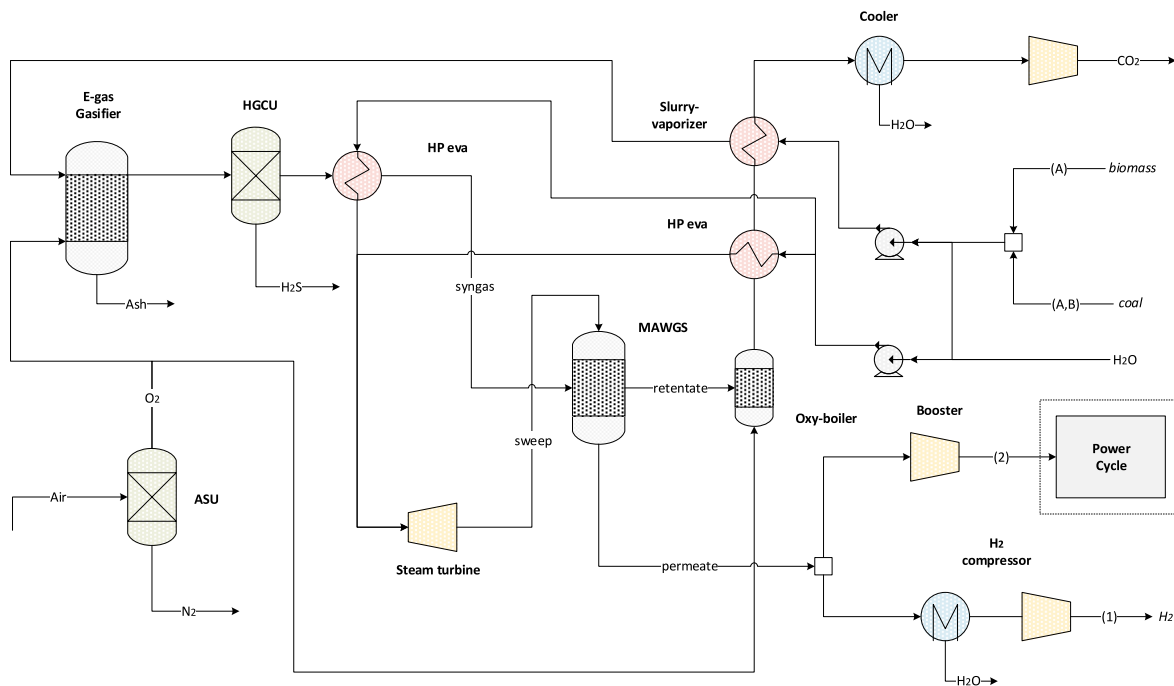 Cooler
CO2
E-gas
Gasifier
HGCU
Slurry-
vaporizer
H2O
HP eva
biomass
(A)
HP eva
H2S
syngas
Ash
(A,B)
coal
MAWGS
H2O
retentate
O2
Oxy-boiler
Booster
sweep
Power
Cycle
(2)
Air
ASU
H2
compressor
Steam turbine
permeate
N2
(1)
H2
H2O